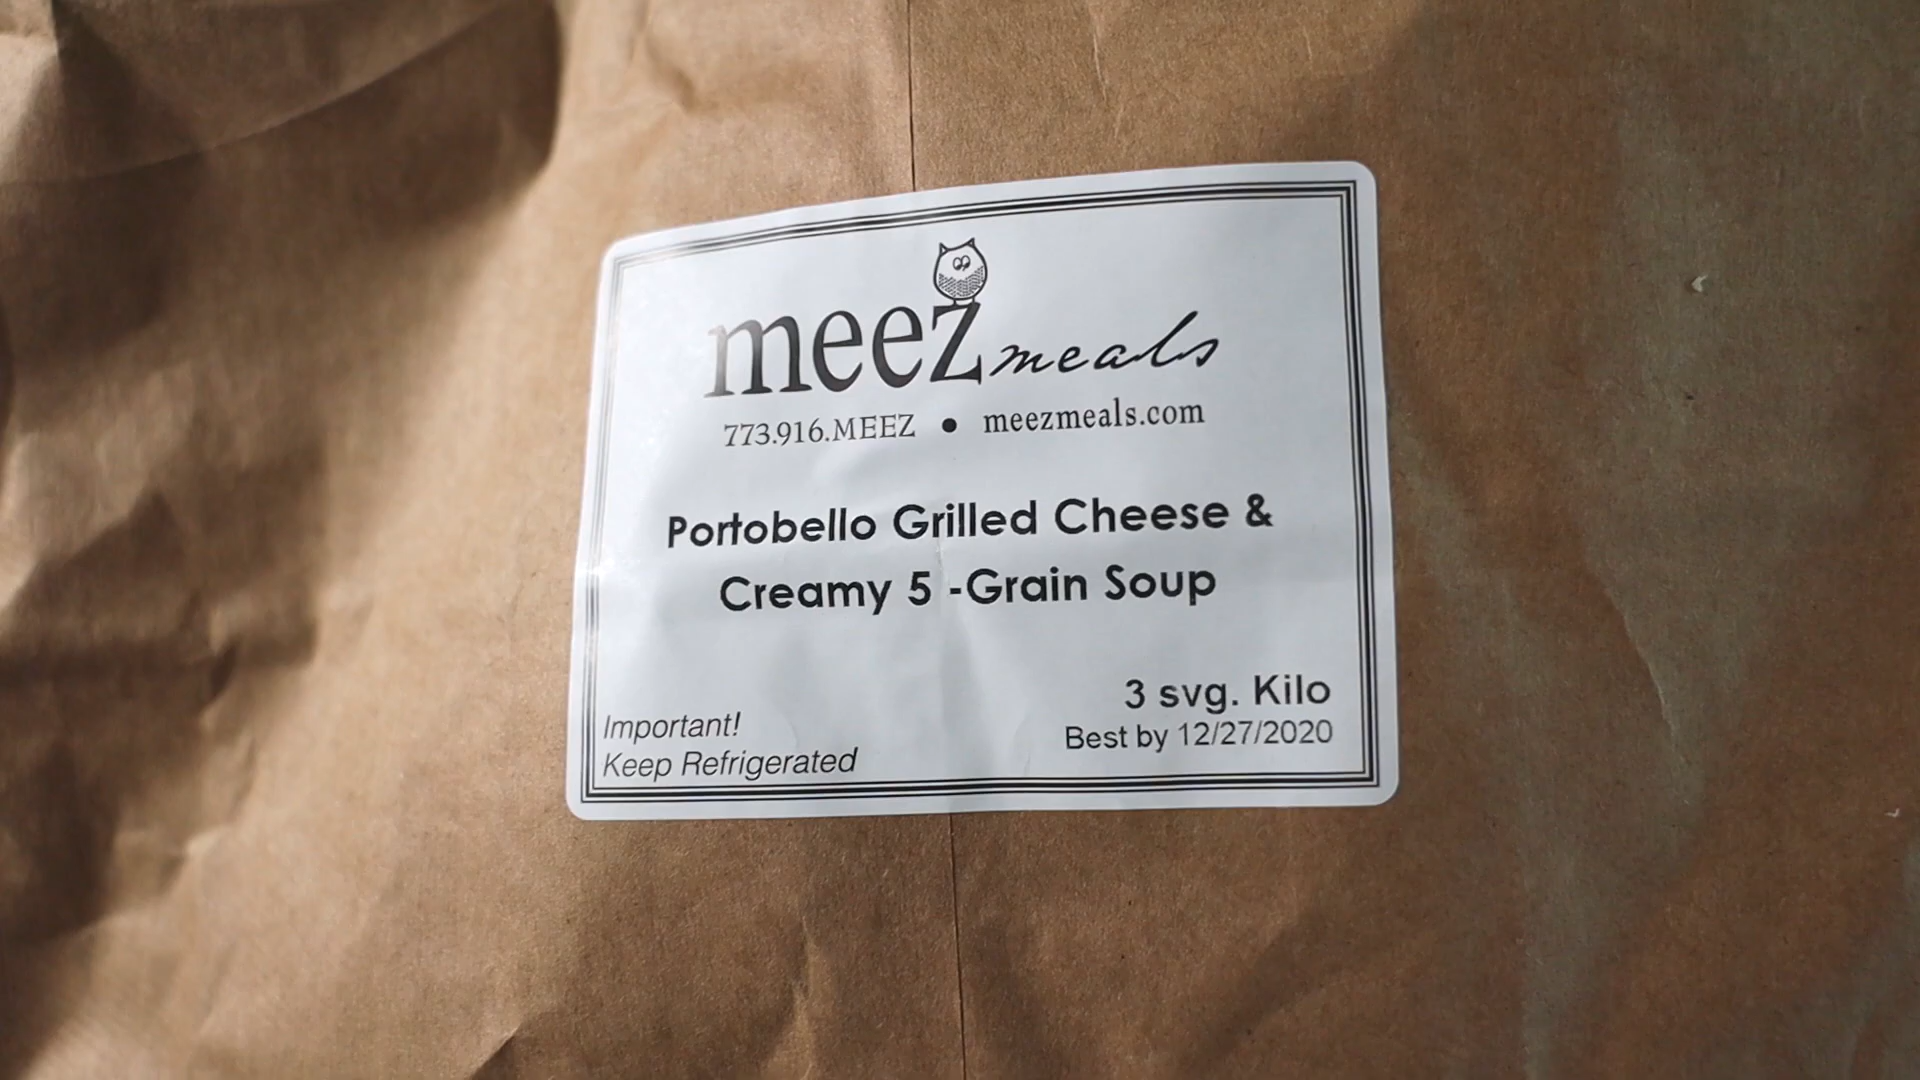 meez meals
773.916.MEEZ • meezmeals.com
Portobello Grilled Cheese &
Creamy 5 -Grain Soup
3 svg. Kilo
Best by 12/27/2020
Important!
Keep Refrigerated